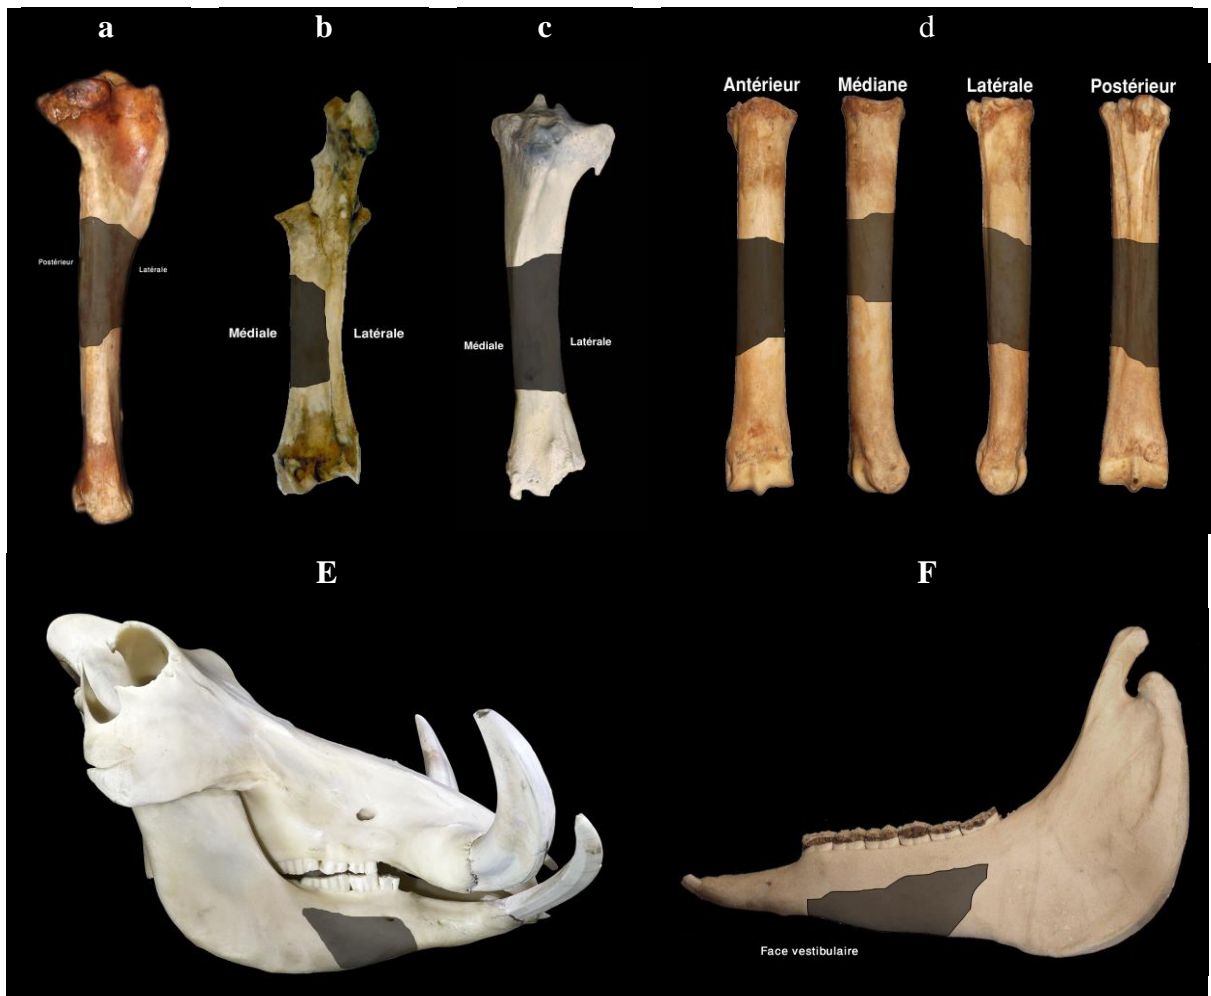 a
b
c
d
Antérieur
Médiane
Latérale
Postérieur
Postérieur
Latérale
Médiale
Latérale
Médiale
Latérale
E
F
Face vestibulaire